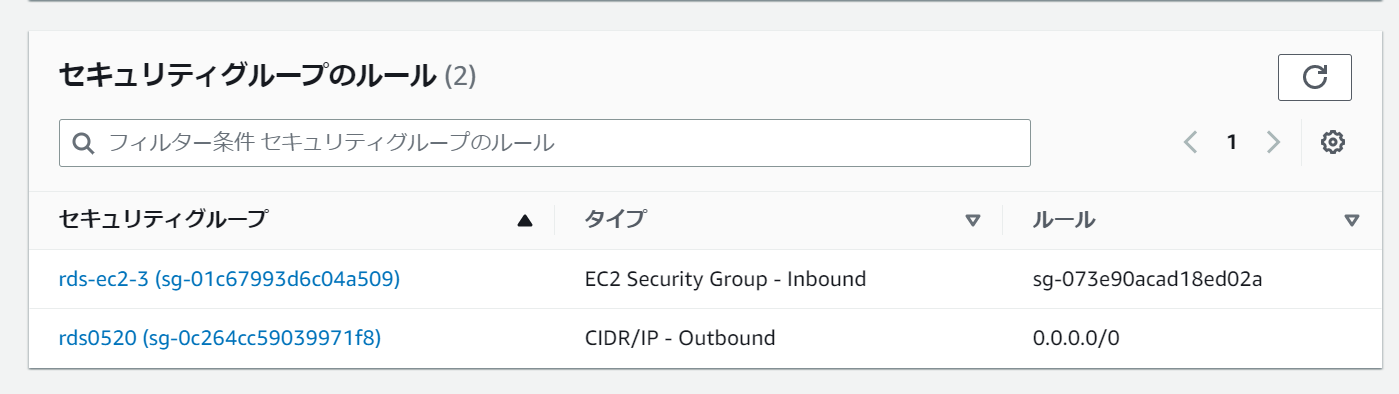 セキュリティグループのルール (2)
フィルター条件 セキュリティグループのルール
1
セキュリティグループ タイプ ルール
rds-ec2-3 (sg-01c67993d6c04a509) EC2 Security Group - Inbound sg-073e90acad18ed02a
rds0520 (sg-0c264cc59039971f8) CIDR/IP - Outbound 0.0.0.0/0